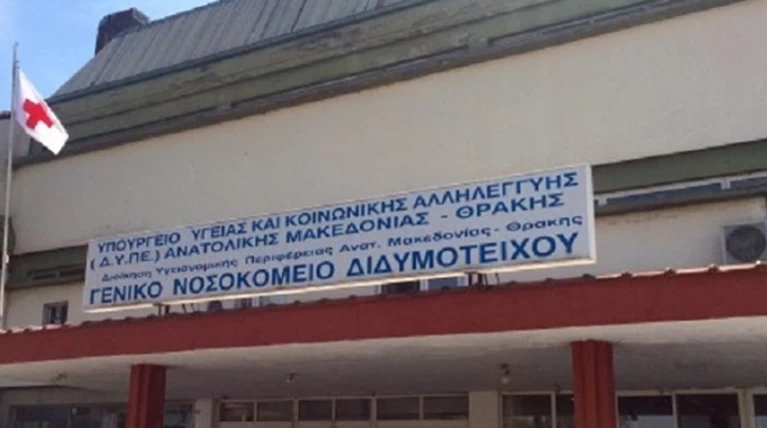 ΥΠΟΥΡΓΕΙΟ ΥΓΕΙΑΣ ΚΑΙ ΚΟΙΝΩΝΙΚΗΣ ΑΛΛΗΛΕΓΓΥΗΣ
(Δ.Υ.ΠΕ.) ΑΝΑΤΟΛΙΚΗΣ ΜΑΚΕΔΟΝΙΑΣ - ΘΡΑΚΗΣ
Διοίκηση Υγειονομικής Περιφέρειας Ανατ. Μακεδονίας - Θράκης
ΓΕΝΙΚΟ ΝΟΣΟΚΟΜΕΙΟ ΔΙΔΥΜΟΤΕΙΧΟΥ